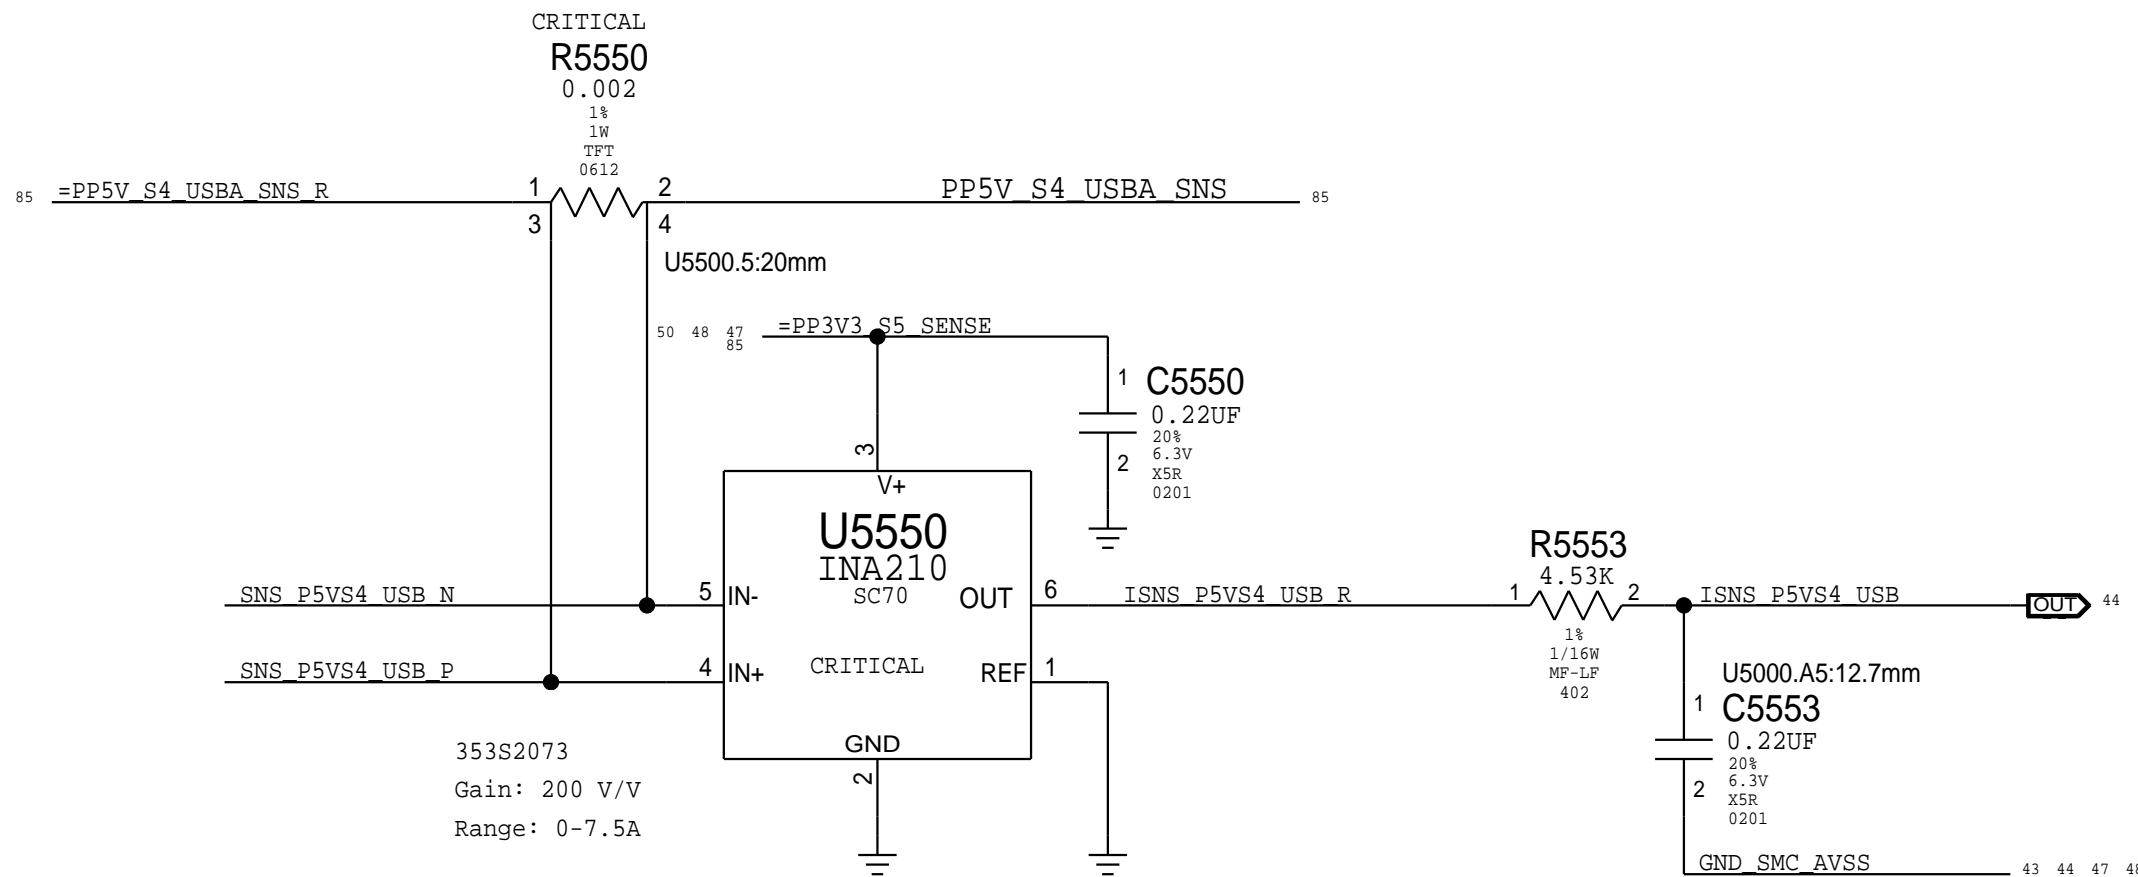 CRITICAL
R5550
0.002
1%
1W
TFT
0612
85 =PP5V_S4_USBA_SNS_R 1 2 PP5V_S4_USBA_SNS 85
3 4
U5500.5:20mm
50 48 47 =PP3V3_S5_SENSE
85
1 C5550
0.22UF
20%
6.3V
2 X5R
0201
3
V+
U5550
INA210
SC70
SNS_P5VS4_USB_N 5 IN- OUT 6 ISNS_P5VS4_USB_R
R5553
4.53K
1 2 ISNS_P5VS4_USB OUT 44
1%
1/16W
MF-LF
402
SNS_P5VS4_USB_P 4 IN+ CRITICAL REF 1
U5000.A5:12.7mm
1 C5553
0.22UF
20%
6.3V
2 X5R
0201
GND
2
353S2073
Gain: 200 V/V
Range: 0-7.5A
GND_SMC_AVSS 43 44 47 48